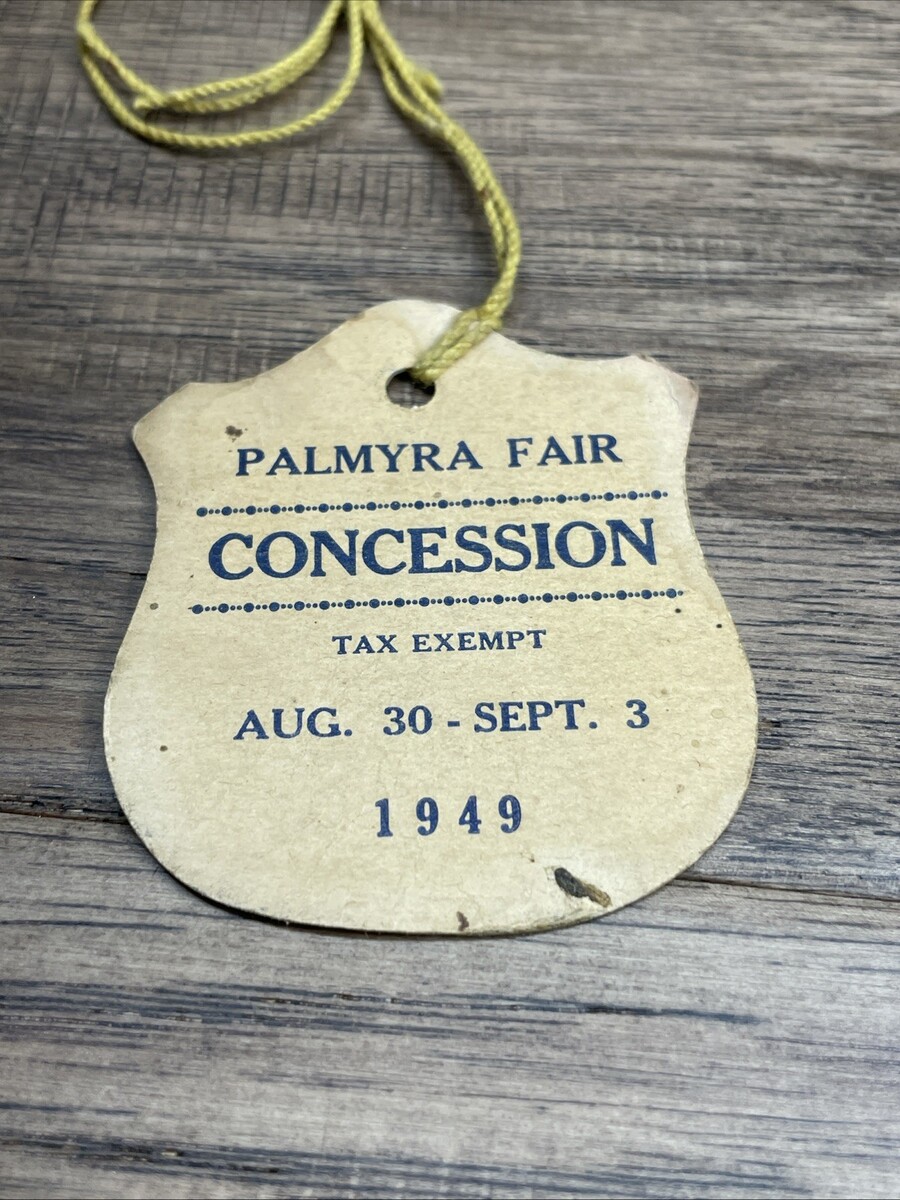 PALMYRA FAIR
CONCESSION
TAX EXEMPT
AUG. 30 - SEPT. 3
1949